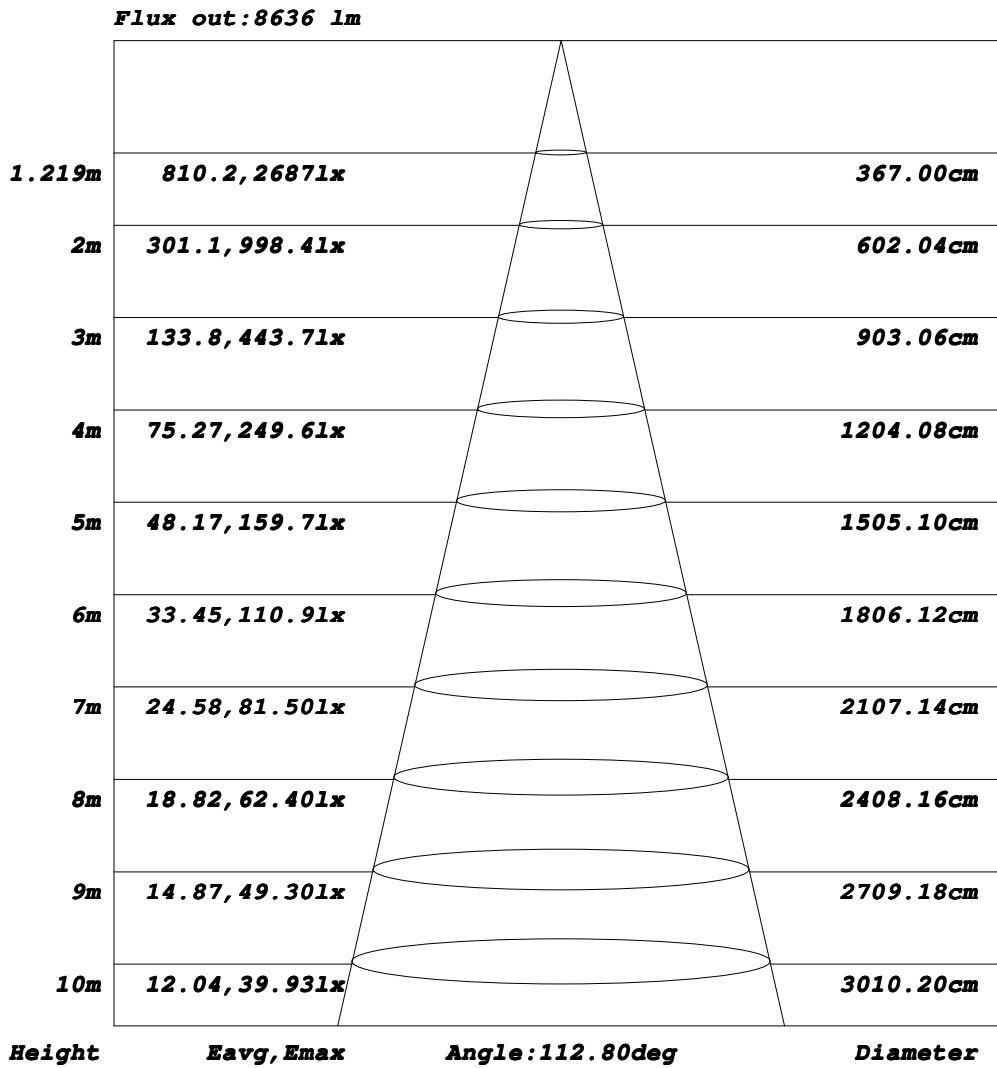 Flux out:8636 lm
1.219m 810.2,2687lx 367.00cm
2m 301.1,998.4lx 602.04cm
3m 133.8,443.7lx 903.06cm
4m 75.27,249.6lx 1204.08cm
5m 48.17,159.7lx 1505.10cm
6m 33.45,110.9lx 1806.12cm
7m 24.58,81.50lx 2107.14cm
8m 18.82,62.40lx 2408.16cm
9m 14.87,49.30lx 2709.18cm
10m 12.04,39.93lx 3010.20cm
Height Eavg,Emax Angle:112.80deg Diameter